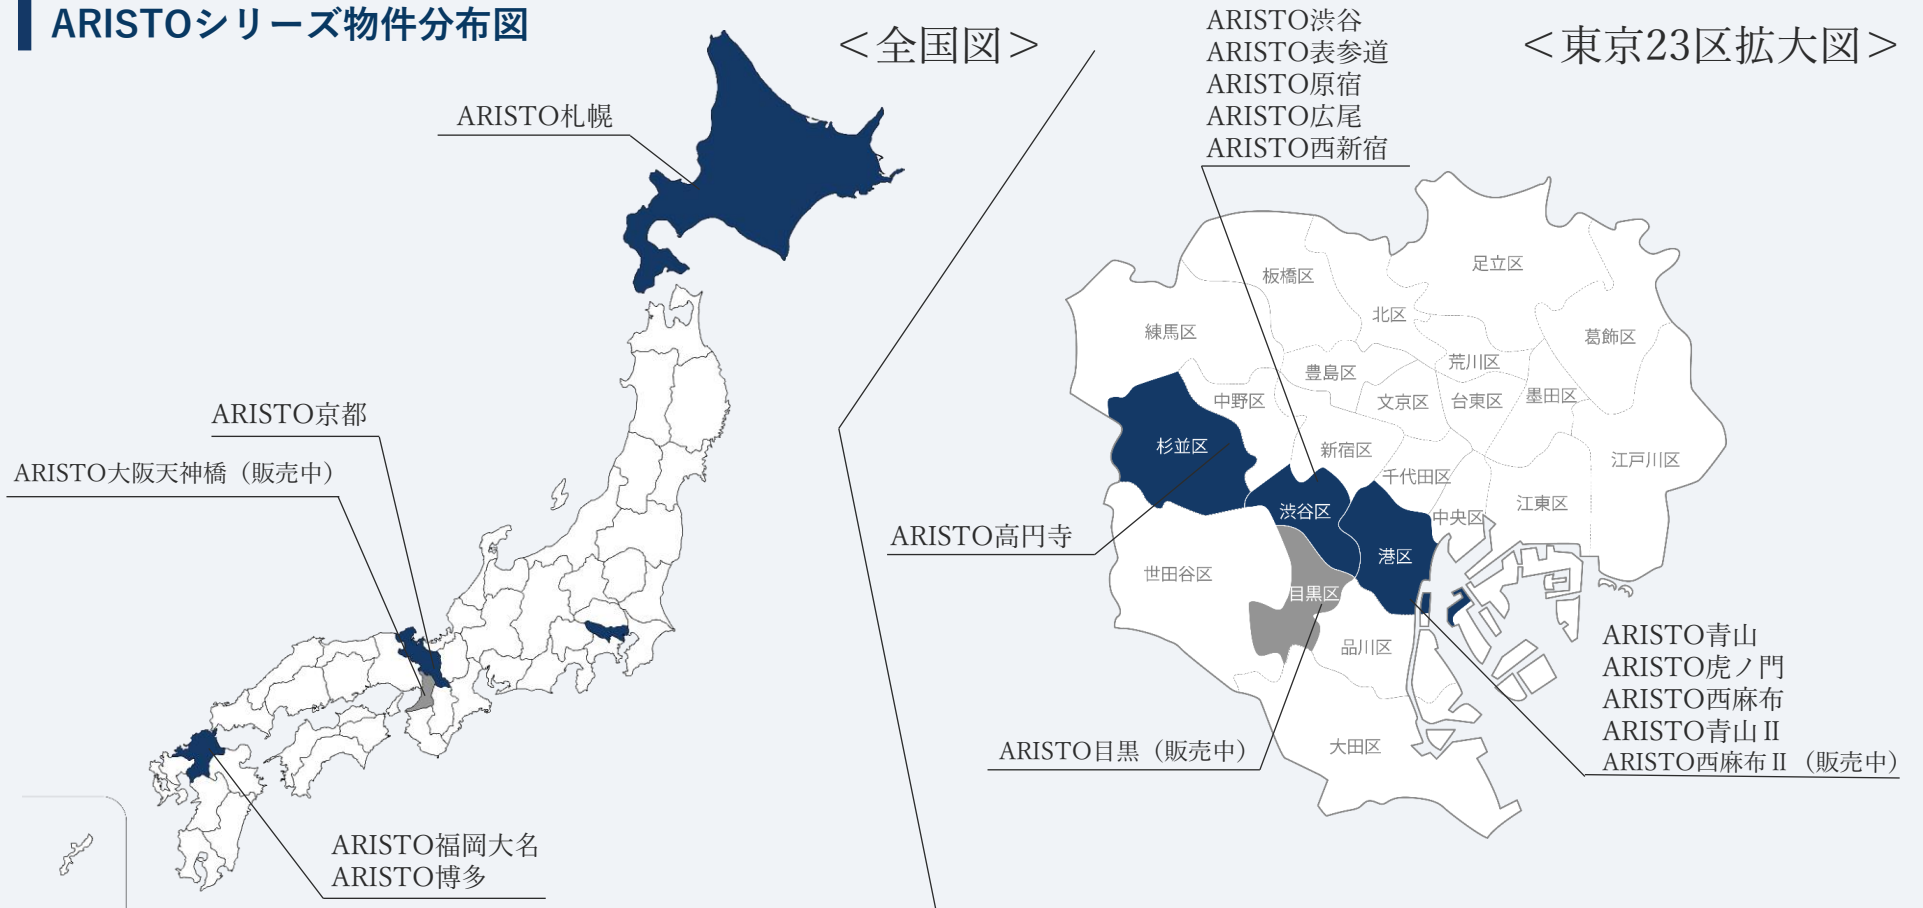 ARISTOシリーズ物件分布図
＜全国図＞
ARISTO札幌
ARISTO京都
ARISTO大阪天神橋（販売中）
ARISTO福岡大名
ARISTO博多
＜東京23区拡大図＞
ARISTO渋谷
ARISTO表参道
ARISTO原宿
ARISTO広尾
ARISTO西新宿
足立区
板橋区
北区
練馬区
葛飾区
荒川区
豊島区
中野区
文京区
台東区
墨田区
杉並区
新宿区
江戸川区
千代田区
渋谷区
中央区
江東区
ARISTO高円寺
港区
世田谷区
目黒区
品川区
ARISTO青山
ARISTO虎ノ門
ARISTO西麻布
ARISTO青山Ⅱ
ARISTO西麻布Ⅱ（販売中）
ARISTO目黒（販売中）
大田区